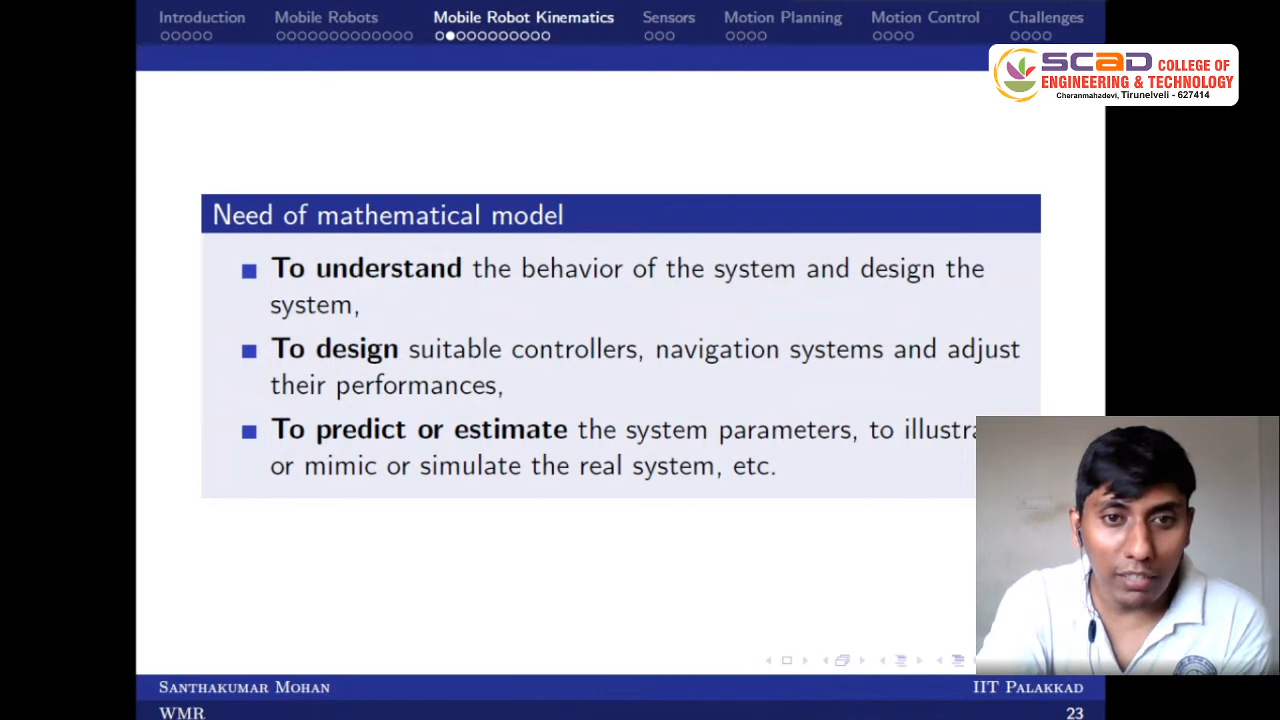 Introduction Mobile Robots Mobile Robot Kinematics Sensors Motion Planning Motion Control Challenges
SCAD COLLEGE OF
ENGINEERING & TECHNOLOGY
Cheranmahadevi, Tirunelveli - 627414
Need of mathematical model
To understand the behavior of the system and design the
system,
To design suitable controllers, navigation systems and adjust
their performances,
To predict or estimate the system parameters, to
or mimic or simulate the real system, etc.
Santhakumar Mohan IIT Palakkad
WMR 23